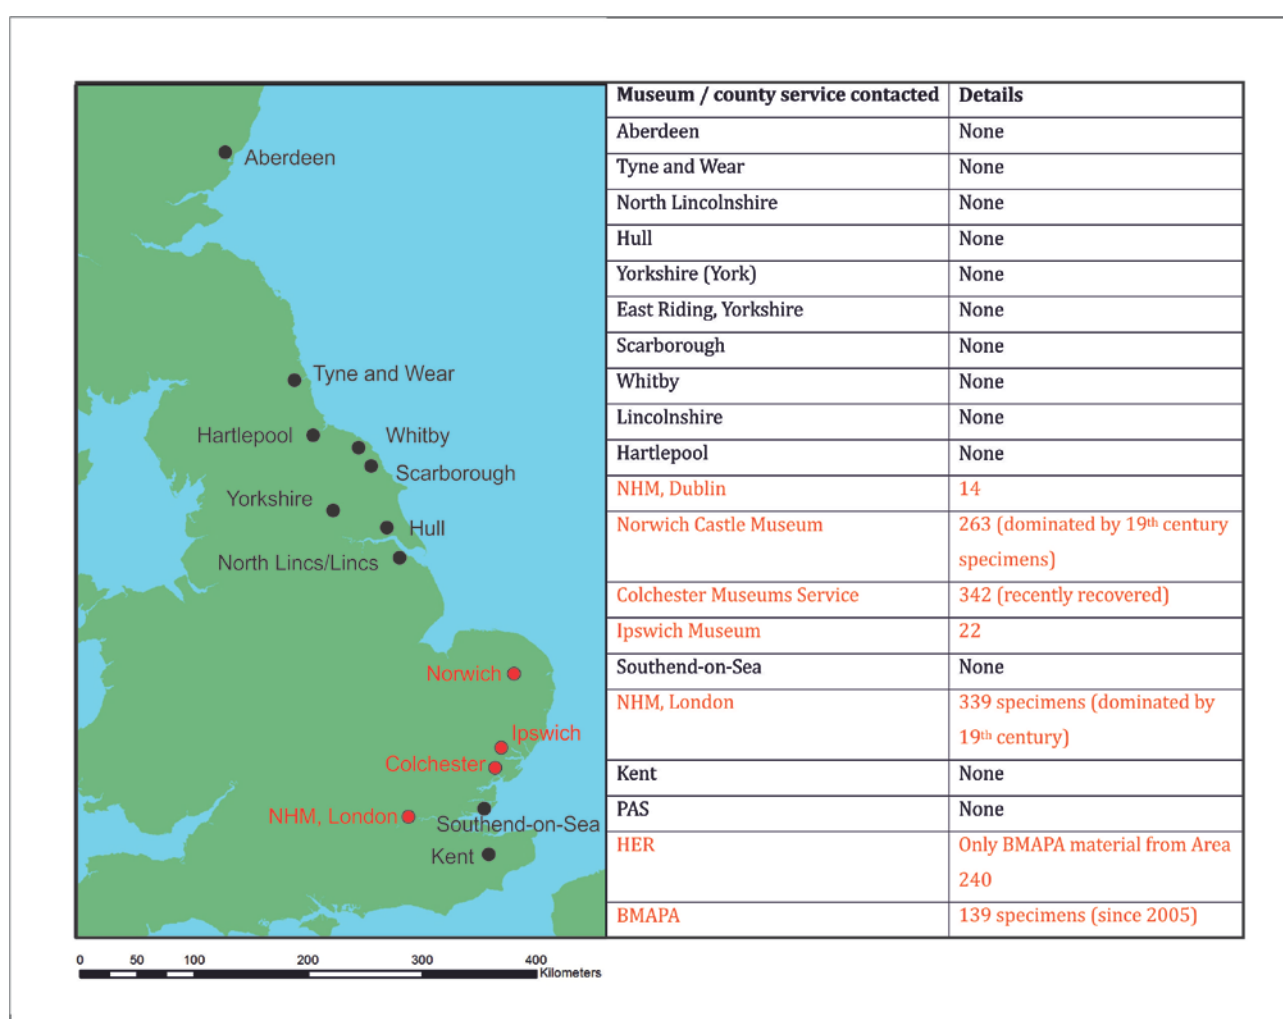 Aberdeen
Tyne and Wear
Hartlepool
Whitby
Scarborough
Yorkshire
Hull
North Lincs/Lincs
Norwich
Ipswich
Colchester
NHM, London
Southend-on-Sea
Kent
0 50 100 200 300 400
Kilometers
Museum / county service contacted Details
Aberdeen None
Tyne and Wear None
North Lincolnshire None
Hull None
Yorkshire (York) None
East Riding, Yorkshire None
Scarborough None
Whitby None
Lincolnshire None
Hartlepool None
NHM, Dublin 14
Norwich Castle Museum 263 (dominated by 19th century
specimens)
Colchester Museums Service 342 (recently recovered)
Ipswich Museum 22
Southend-on-Sea None
NHM, London 339 specimens (dominated by
19th century)
Kent None
PAS None
HER Only BMAPA material from Area
240
BMAPA 139 specimens (since 2005)